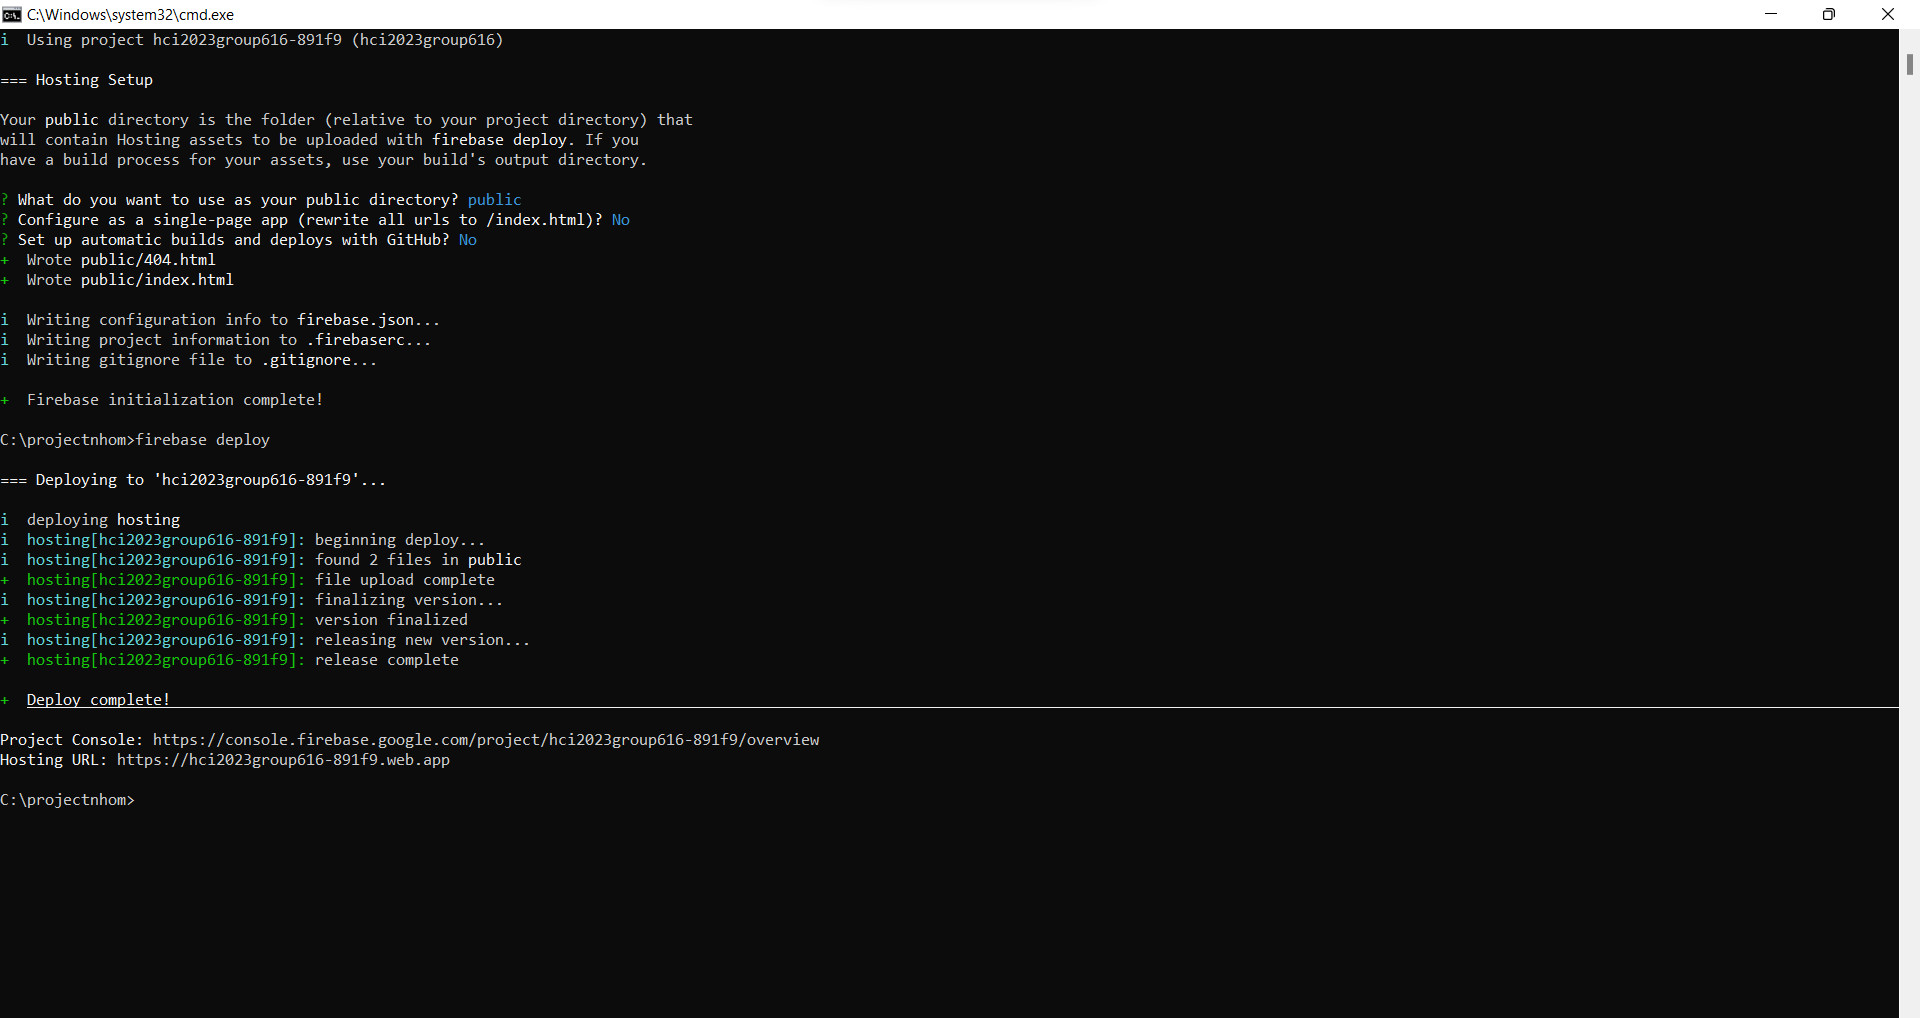 C:\Windows\system32\cmd.exe
i  Using project hci2023group616-891f9 (hci2023group616)
=== Hosting Setup
Your public directory is the folder (relative to your project directory) that
will contain Hosting assets to be uploaded with firebase deploy. If you
have a build process for your assets, use your build's output directory.
? What do you want to use as your public directory? public
? Configure as a single-page app (rewrite all urls to /index.html)? No
? Set up automatic builds and deploys with GitHub? No
+  Wrote public/404.html
+  Wrote public/index.html
i  Writing configuration info to firebase.json...
i  Writing project information to .firebaserc...
i  Writing gitignore file to .gitignore...
+  Firebase initialization complete!
C:\projectnhom>firebase deploy
=== Deploying to 'hci2023group616-891f9'...
i  deploying hosting
i  hosting[hci2023group616-891f9]: beginning deploy...
i  hosting[hci2023group616-891f9]: found 2 files in public
+  hosting[hci2023group616-891f9]: file upload complete
i  hosting[hci2023group616-891f9]: finalizing version...
+  hosting[hci2023group616-891f9]: version finalized
i  hosting[hci2023group616-891f9]: releasing new version...
+  hosting[hci2023group616-891f9]: release complete
+  Deploy complete!
Project Console: https://console.firebase.google.com/project/hci2023group616-891f9/overview
Hosting URL: https://hci2023group616-891f9.web.app
C:\projectnhom>